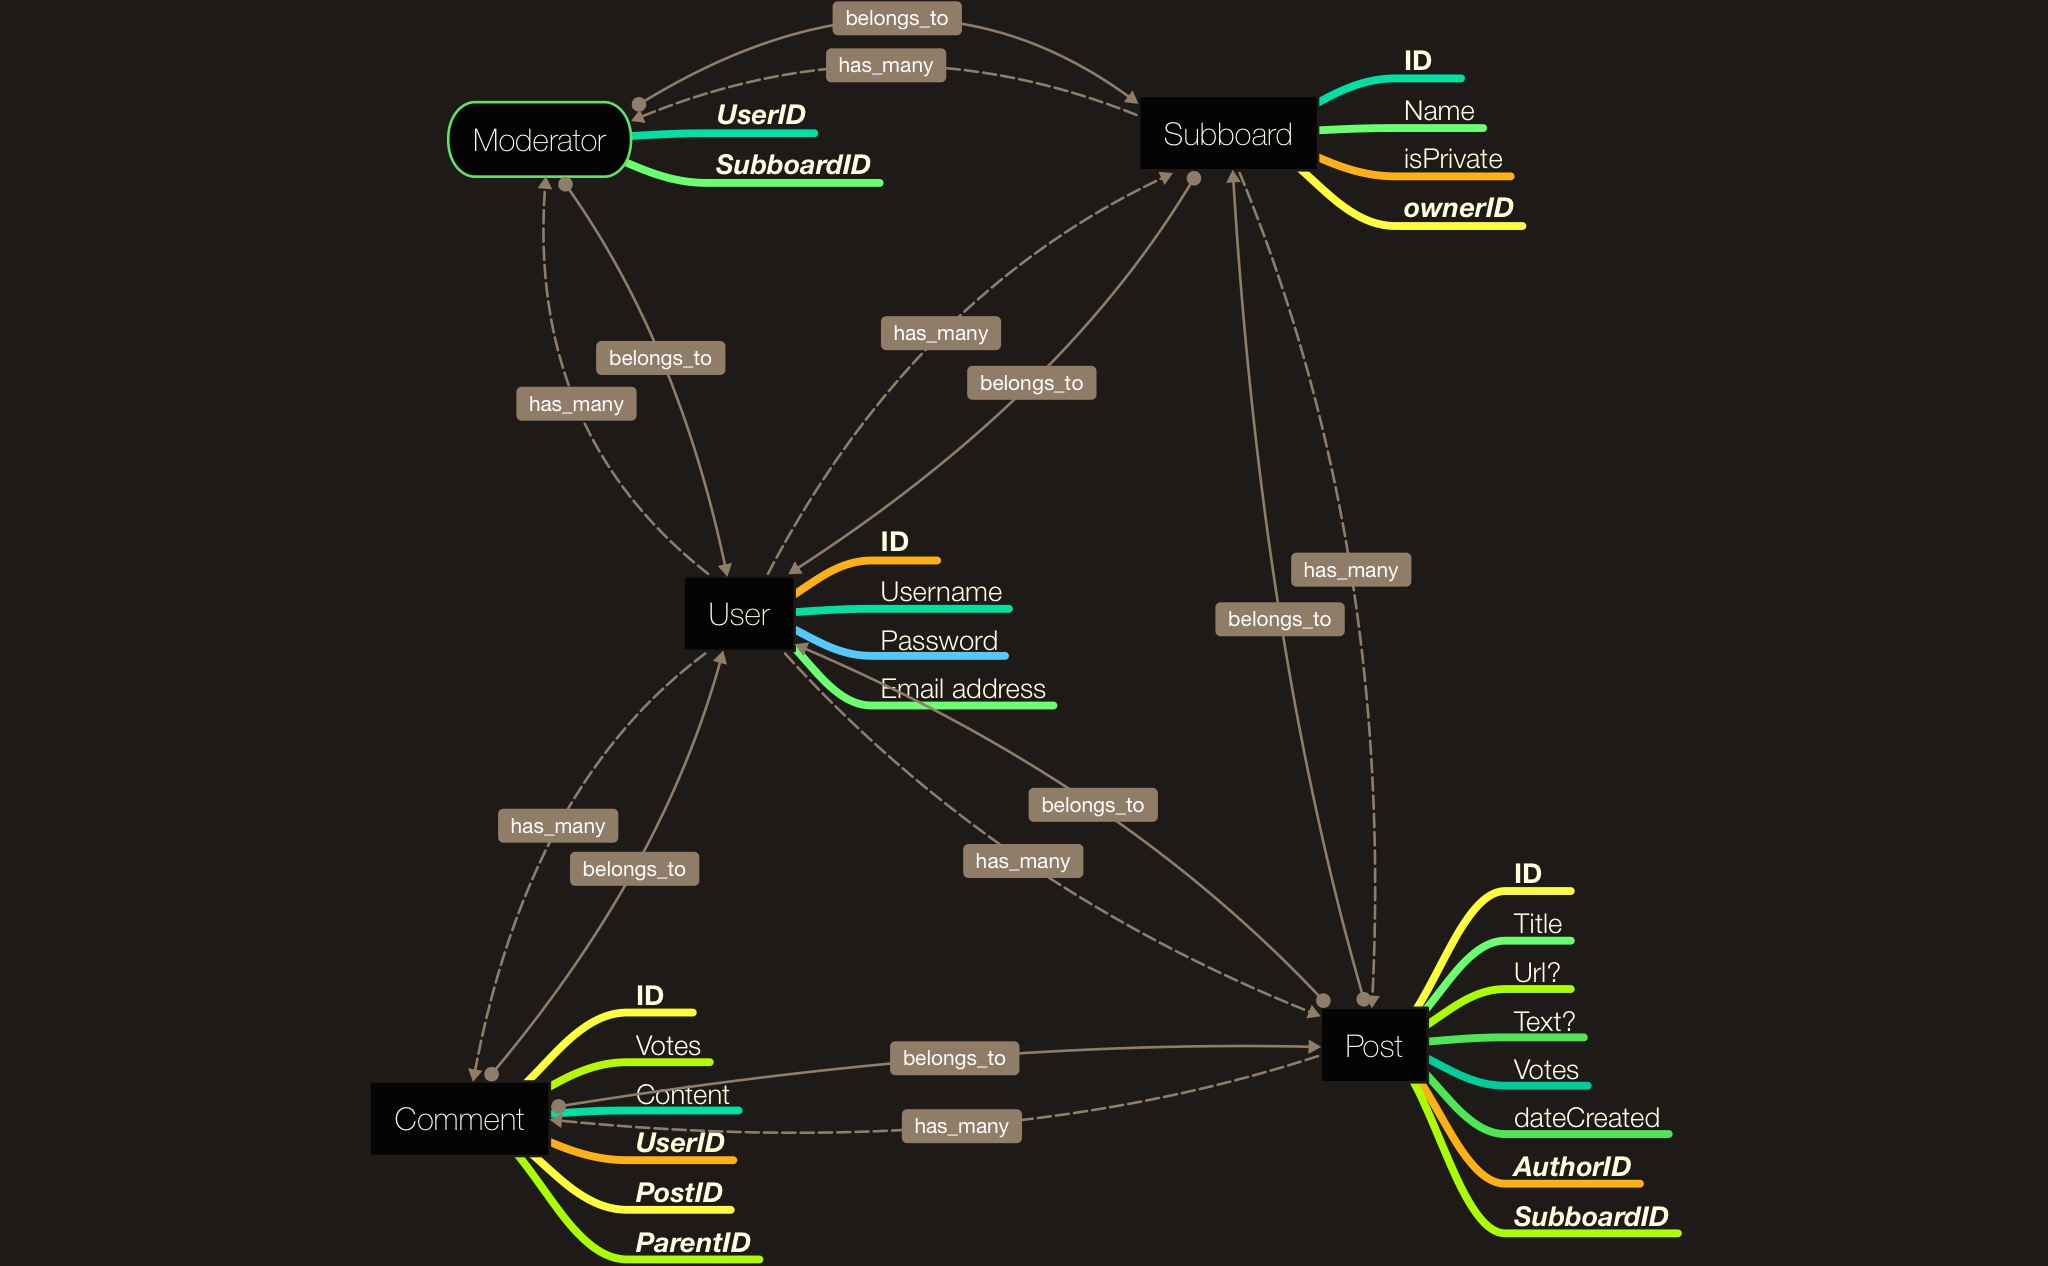 belongs_to
has_many
Moderator
UserID
SubboardID
Subboard
ID
Name
isPrivate
ownerID
has_many
belongs_to
belongs_to
has_many
has_many
belongs_to
User
ID
Username
Password
Email address
belongs_to
has_many
has_many
belongs_to
Comment
ID
Votes
Content
UserID
PostID
ParentID
belongs_to
has_many
Post
ID
Title
Url?
Text?
Votes
dateCreated
AuthorID
SubboardID